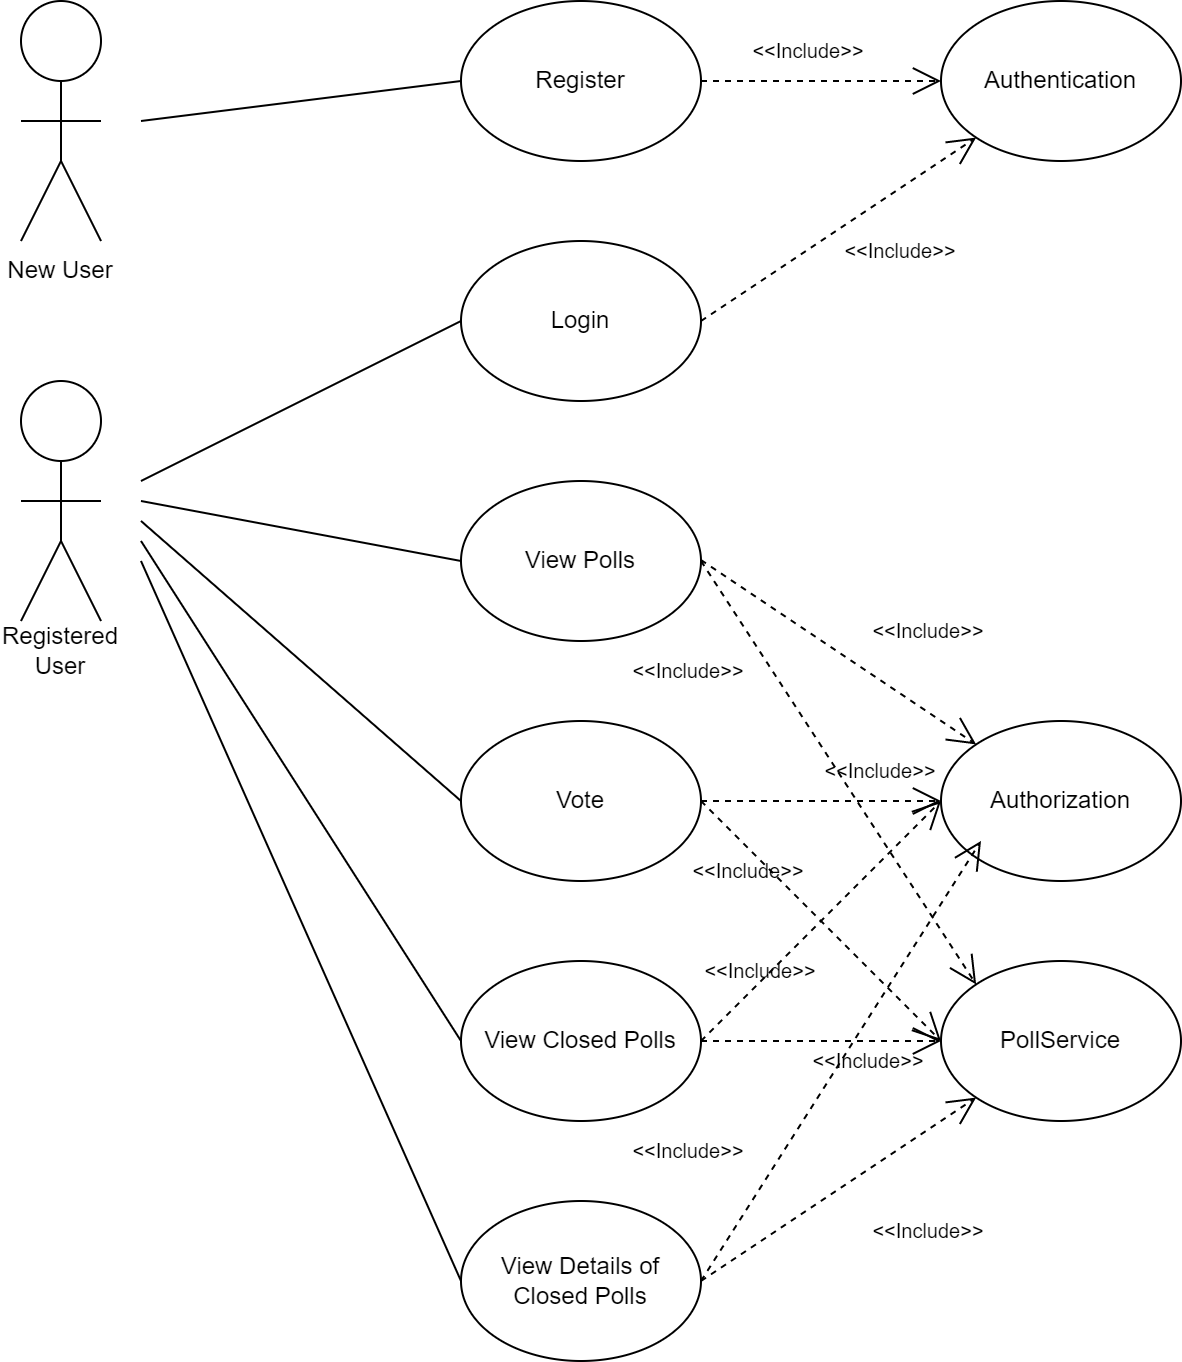 <<Include>>
Register
Authentication
<<Include>>
New User
Login
View Polls
<<Include>>
Registered
User
<<Include>>
<<Include>>
Vote
Authorization
<<Include>>
<<Include>>
View Closed Polls
PollService
<<Include>>
<<Include>>
<<Include>>
View Details of
Closed Polls